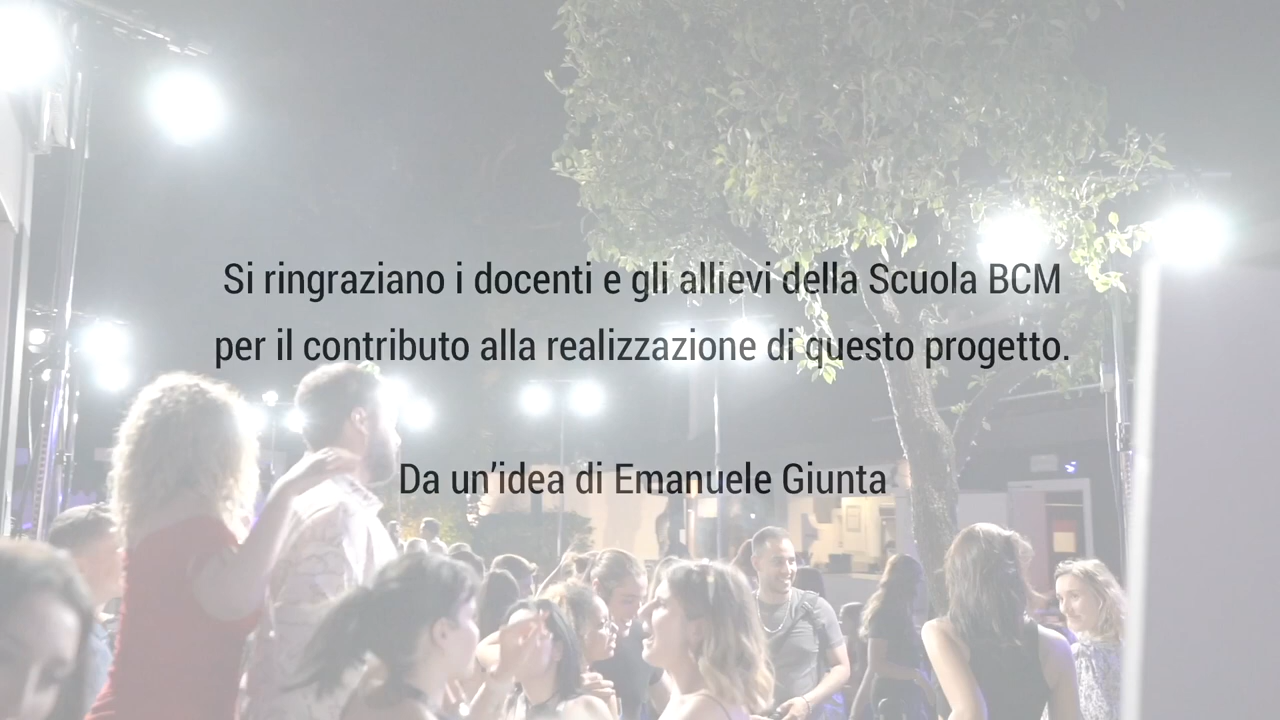 Si ringraziano i docenti e gli allievi della Scuola BCM
per il contributo alla realizzazione di questo progetto.
Da un’idea di Emanuele Giunta